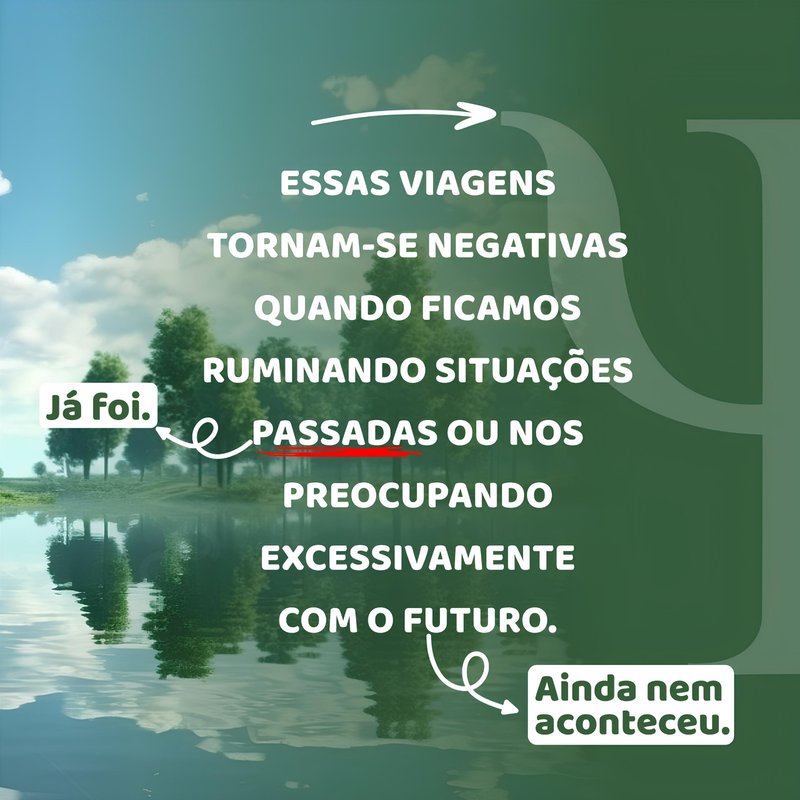 ESSAS VIAGENS
TORNAM-SE NEGATIVAS
QUANDO FICAMOS
RUMINANDO SITUAÇÕES
Já foi.
PASSADAS OU NOS
PREOCUPANDO
EXCESSIVAMENTE
COM O FUTURO.
Ainda nem
aconteceu.